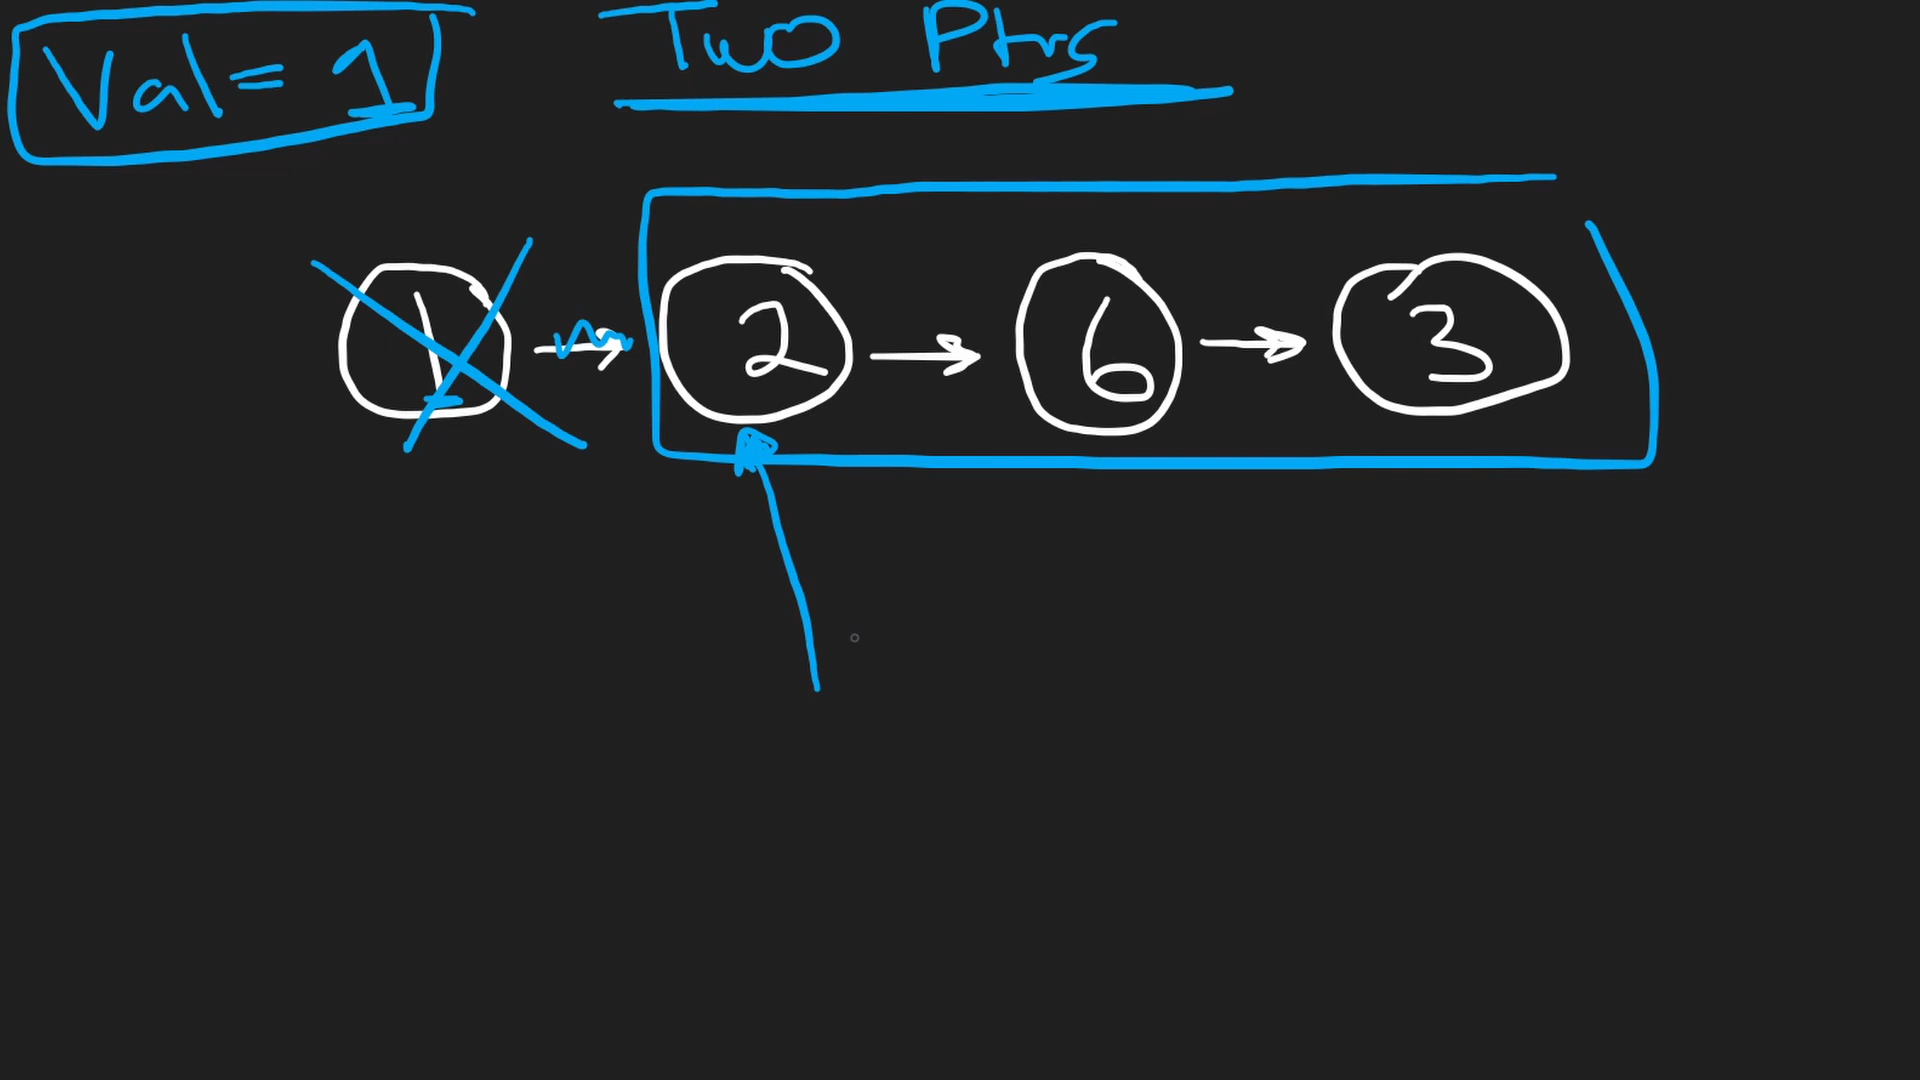 Val = 1
Two Ptrs
1 → 2 → 6 → 3